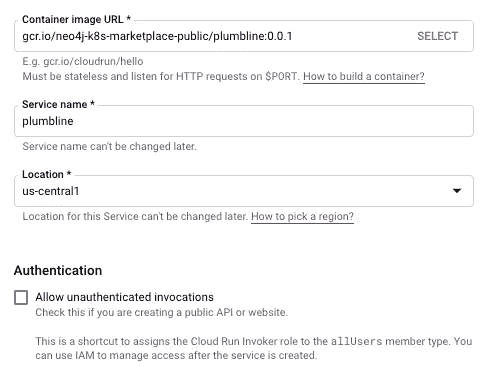 Container image URL *
gcr.io/neo4j-k8s-marketplace-public/plumbline:0.0.1 SELECT
E.g. gcr.io/cloudrun/hello
Must be stateless and listen for HTTP requests on $PORT. How to build a container?
Service name *
plumbline
Service name can't be changed later.
Location *
us-central1
Location for this Service can't be changed later. How to pick a region?
Authentication
Allow unauthenticated invocations
Check this if you are creating a public API or website.
This is a shortcut to assigns the Cloud Run Invoker role to the allUsers member type. You
can use IAM to manage access after the service is created.